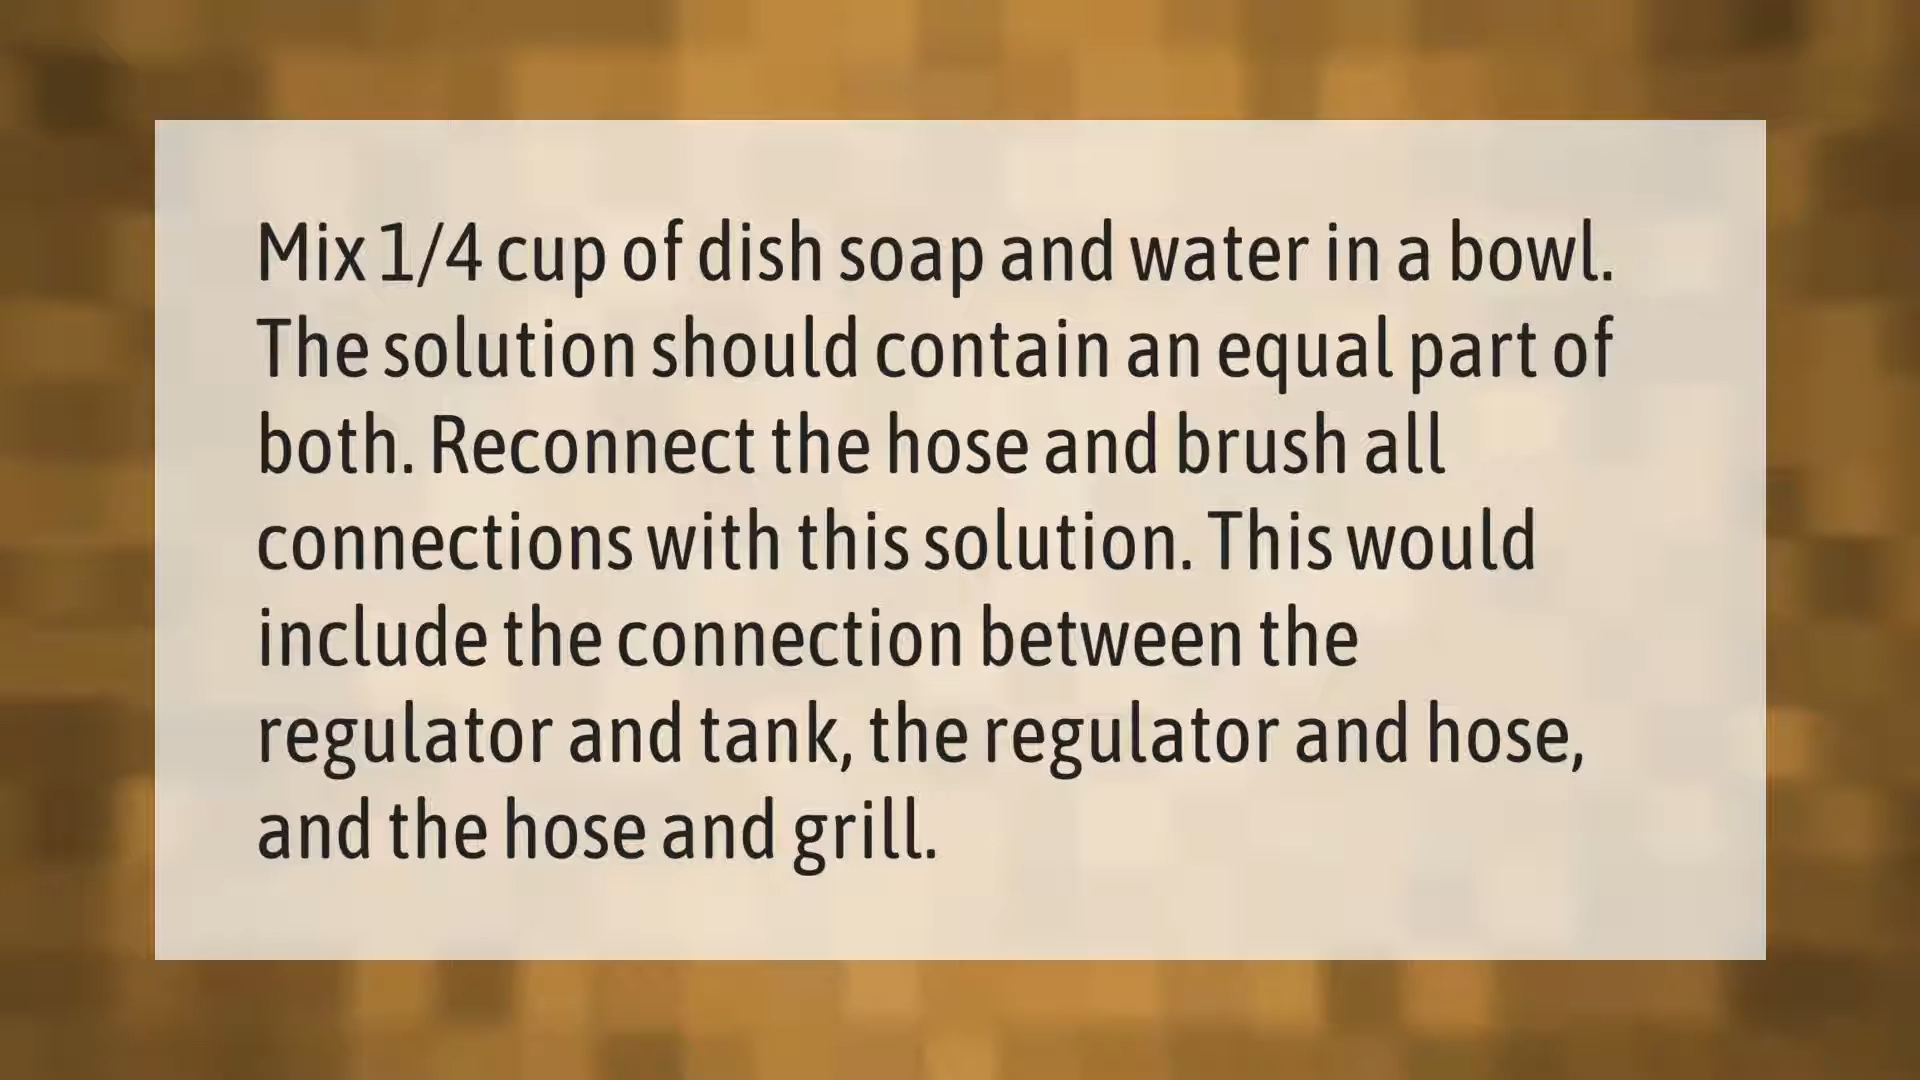 Mix 1/4 cup of dish soap and water in a bowl.
The solution should contain an equal part of
both. Reconnect the hose and brush all
connections with this solution. This would
include the connection between the
regulator and tank, the regulator and hose,
and the hose and grill.